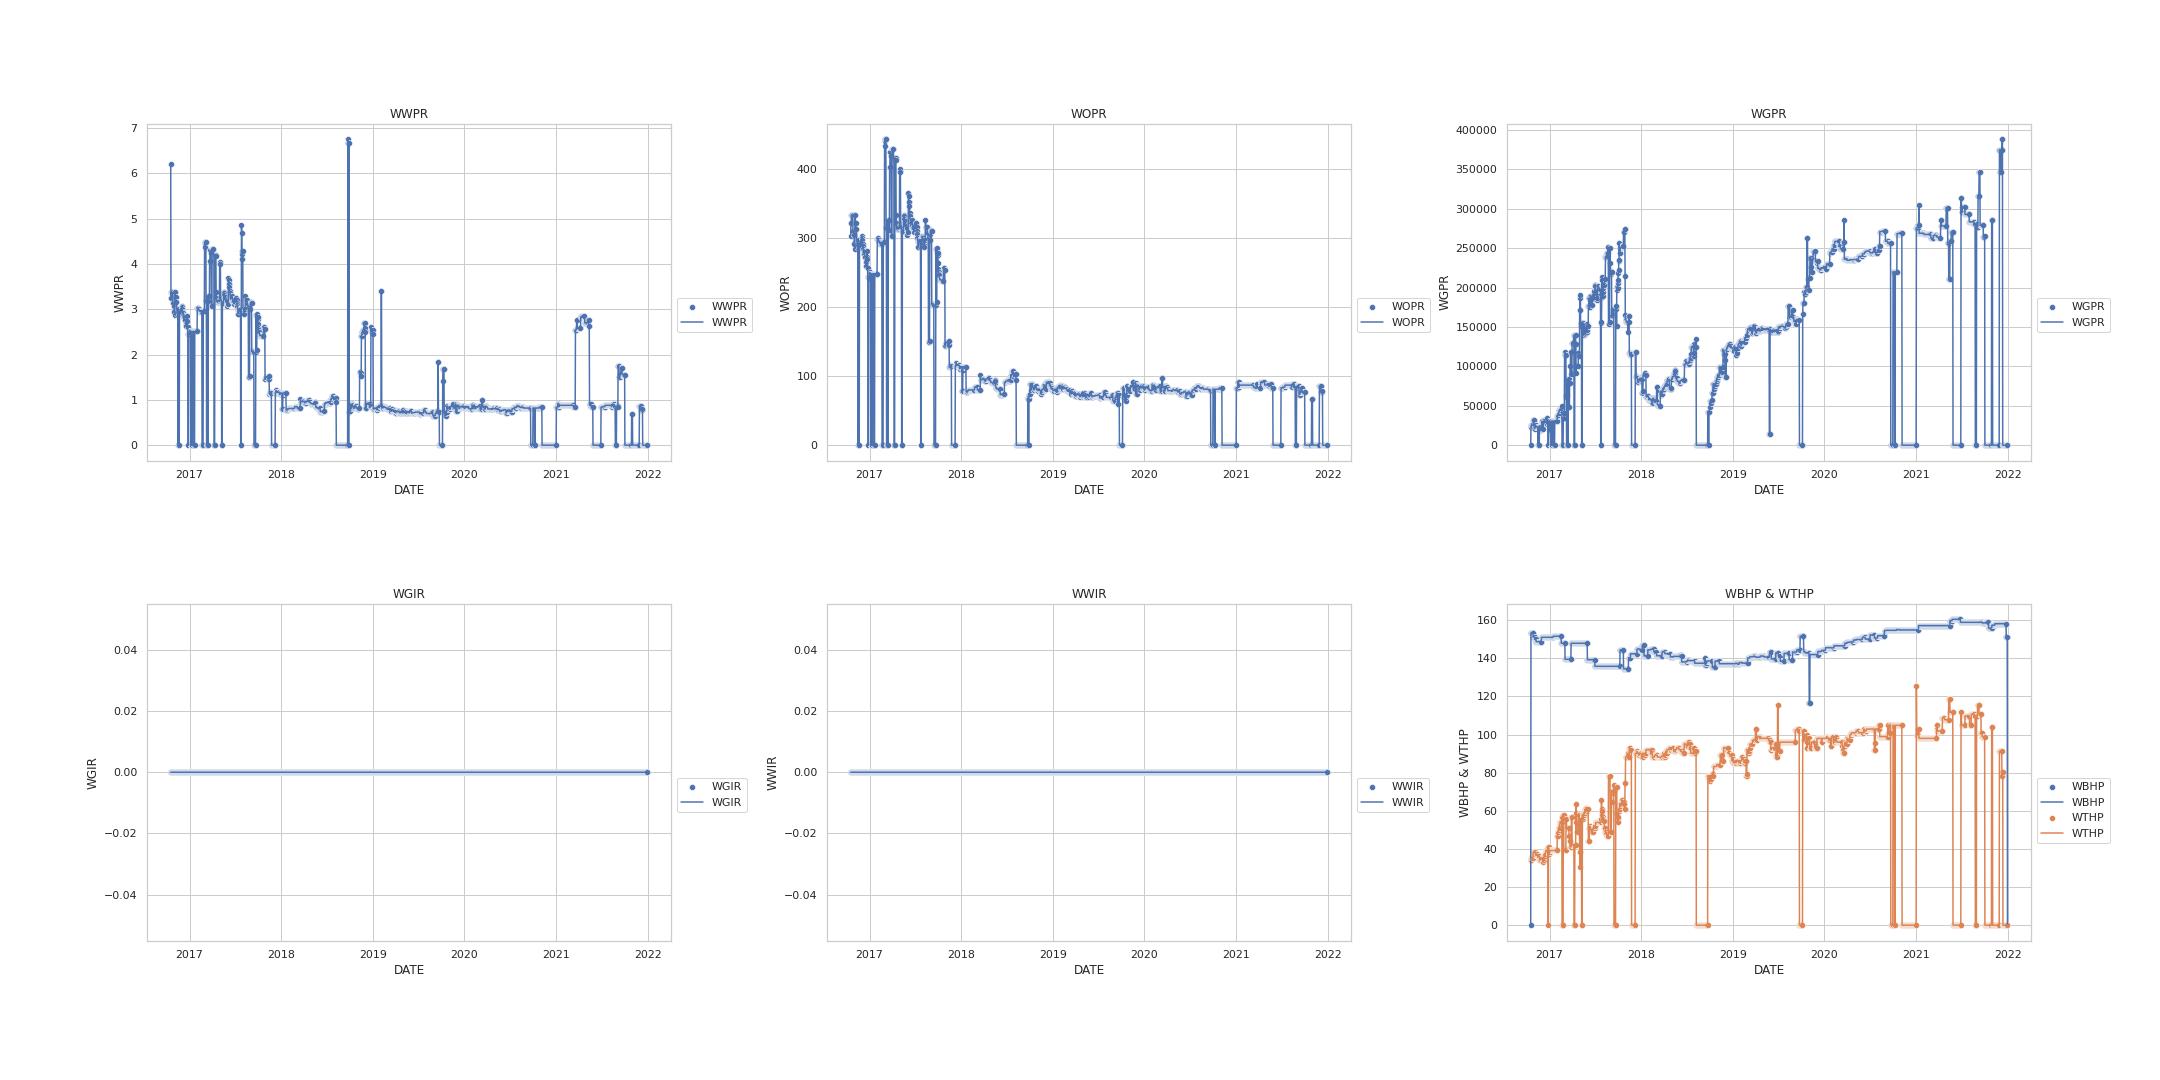 WWPR
7
6
5
4
3
2
1
0
WWPR
2017 2018 2019 2020 2021 2022
DATE
WWPR
WWPR
WOPR
400
300
200
100
0
WOPR
2017 2018 2019 2020 2021 2022
DATE
WOPR
WOPR
WGPR
400000
350000
300000
250000
200000
150000
100000
50000
0
WGPR
2017 2018 2019 2020 2021 2022
DATE
WGPR
WGPR
WGIR
0.04
0.02
0.00
−0.02
−0.04
WGIR
2017 2018 2019 2020 2021 2022
DATE
WGIR
WGIR
WWIR
0.04
0.02
0.00
−0.02
−0.04
WWIR
2017 2018 2019 2020 2021 2022
DATE
WWIR
WWIR
WBHP & WTHP
160
140
120
100
80
60
40
20
0
WBHP & WTHP
2017 2018 2019 2020 2021 2022
DATE
WBHP
WBHP
WTHP
WTHP